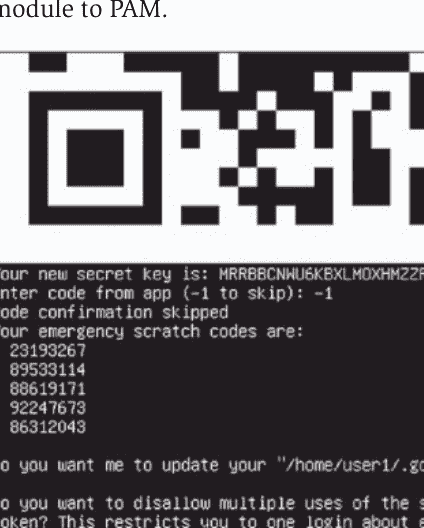 module to PAM.
our new secret key is: MRRBBCNWU6KBXLMOXHMZZR
nter code from app (-1 to skip): -1
ode confirmation skipped
our emergency scratch codes are:
23193267
89533114
88619171
92247673
86312043
o you want me to update your "/home/user1/.go
o you want to disallow multiple uses of the s
oken? This restricts you to one login about e